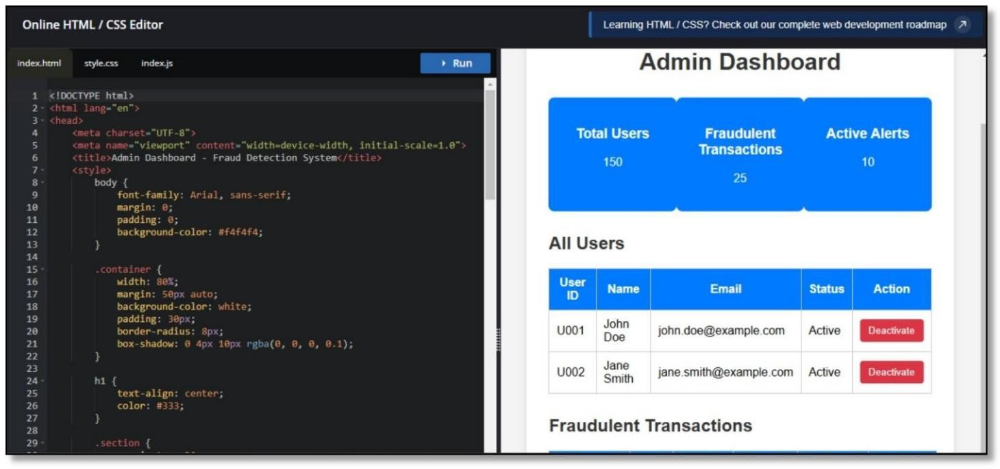 Online HTML / CSS Editor
Learning HTML / CSS? Check out our complete web development roadmap
index.html
style.css
index.js
Run
1 <!DOCTYPE html>
2 <html lang="en">
3 <head>
4 <meta charset="UTF-8">
5 <meta name="viewport" content="width=device-width, initial-scale=1.0">
6 <title>Admin Dashboard - Fraud Detection System</title>
7 <style>
8 body {
9 font-family: Arial, sans-serif;
10 margin: 0;
11 padding: 0;
12 background-color: #f4f4f4;
13 }
14
15 .container {
16 width: 80%;
17 margin: 50px auto;
18 background-color: white;
19 padding: 30px;
20 border-radius: 8px;
21 box-shadow: 0 4px 10px rgba(0, 0, 0, 0.1);
22 }
23
24 h1 {
25 text-align: center;
26 color: #333;
27 }
28
29 .section {
Admin Dashboard
Total Users
150
Fraudulent
Transactions
25
Active Alerts
10
All Users
User ID Name Email Status Action
U001 John Doe john.doe@example.com Active Deactivate
U002 Jane Smith jane.smith@example.com Active Deactivate
Fraudulent Transactions